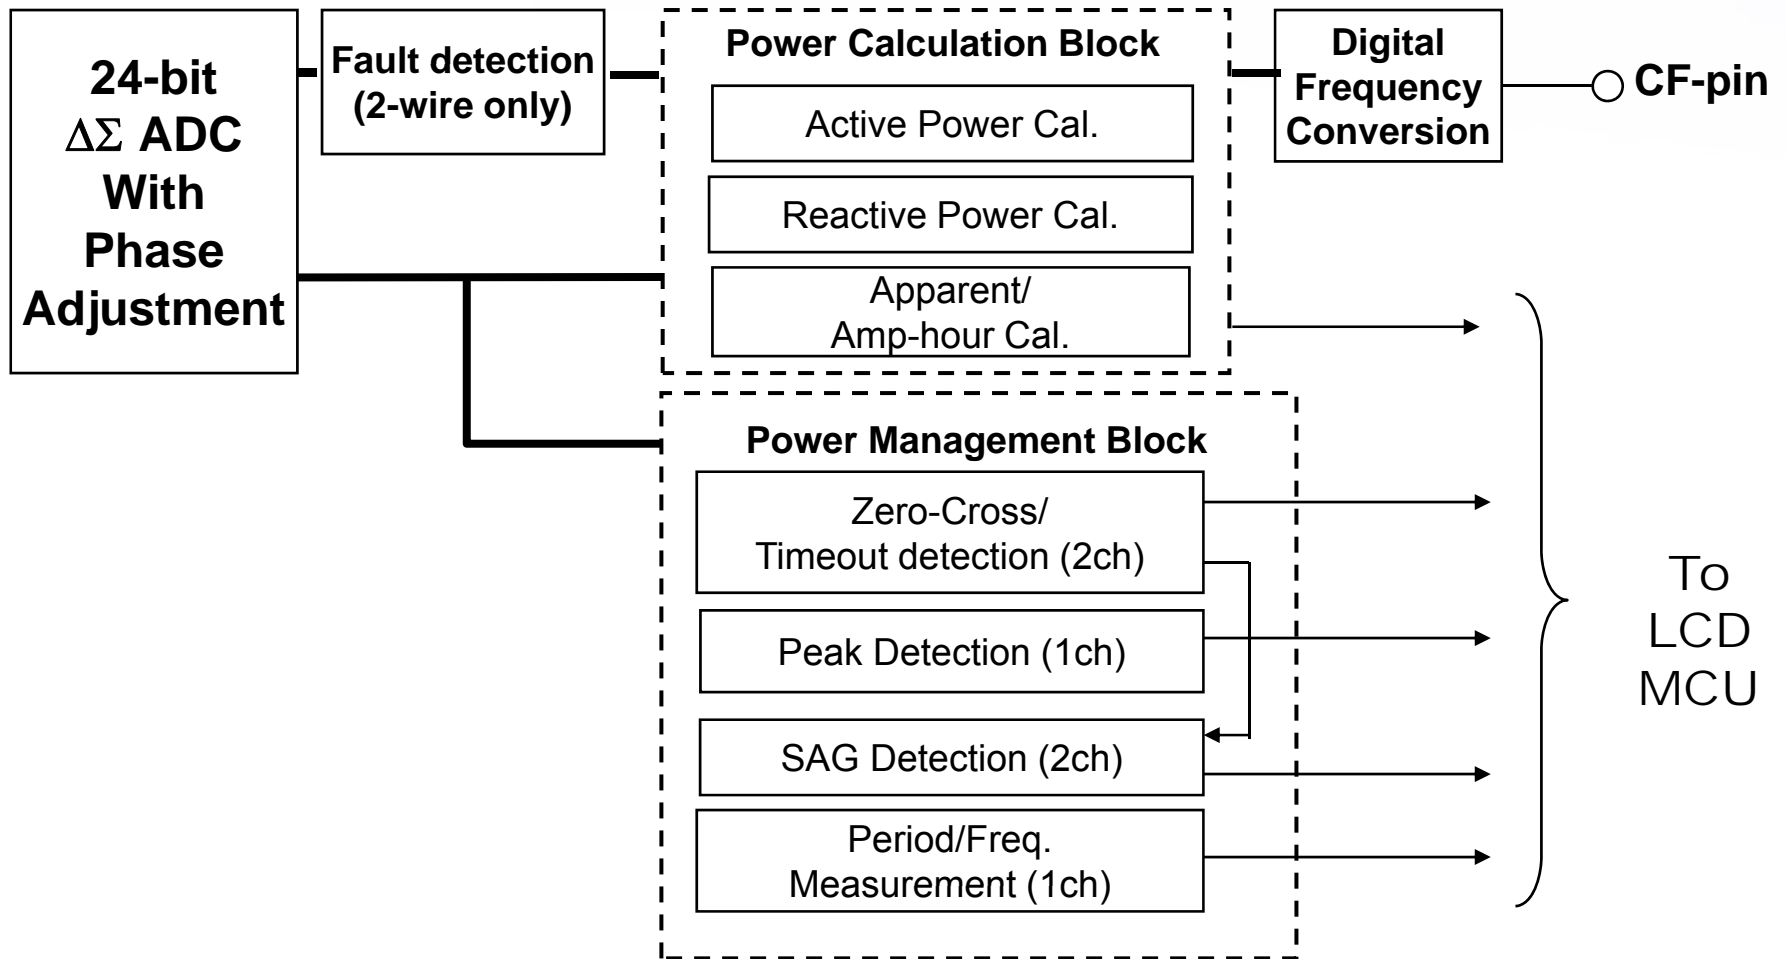 24-bit
ΔΣ ADC
With
Phase
Adjustment
Fault detection
(2-wire only)
Power Calculation Block
Active Power Cal.
Reactive Power Cal.
Apparent/
Amp-hour Cal.
Digital
Frequency
Conversion
CF-pin
Power Management Block
Zero-Cross/
Timeout detection (2ch)
Peak Detection (1ch)
SAG Detection (2ch)
Period/Freq.
Measurement (1ch)
To
LCD
MCU